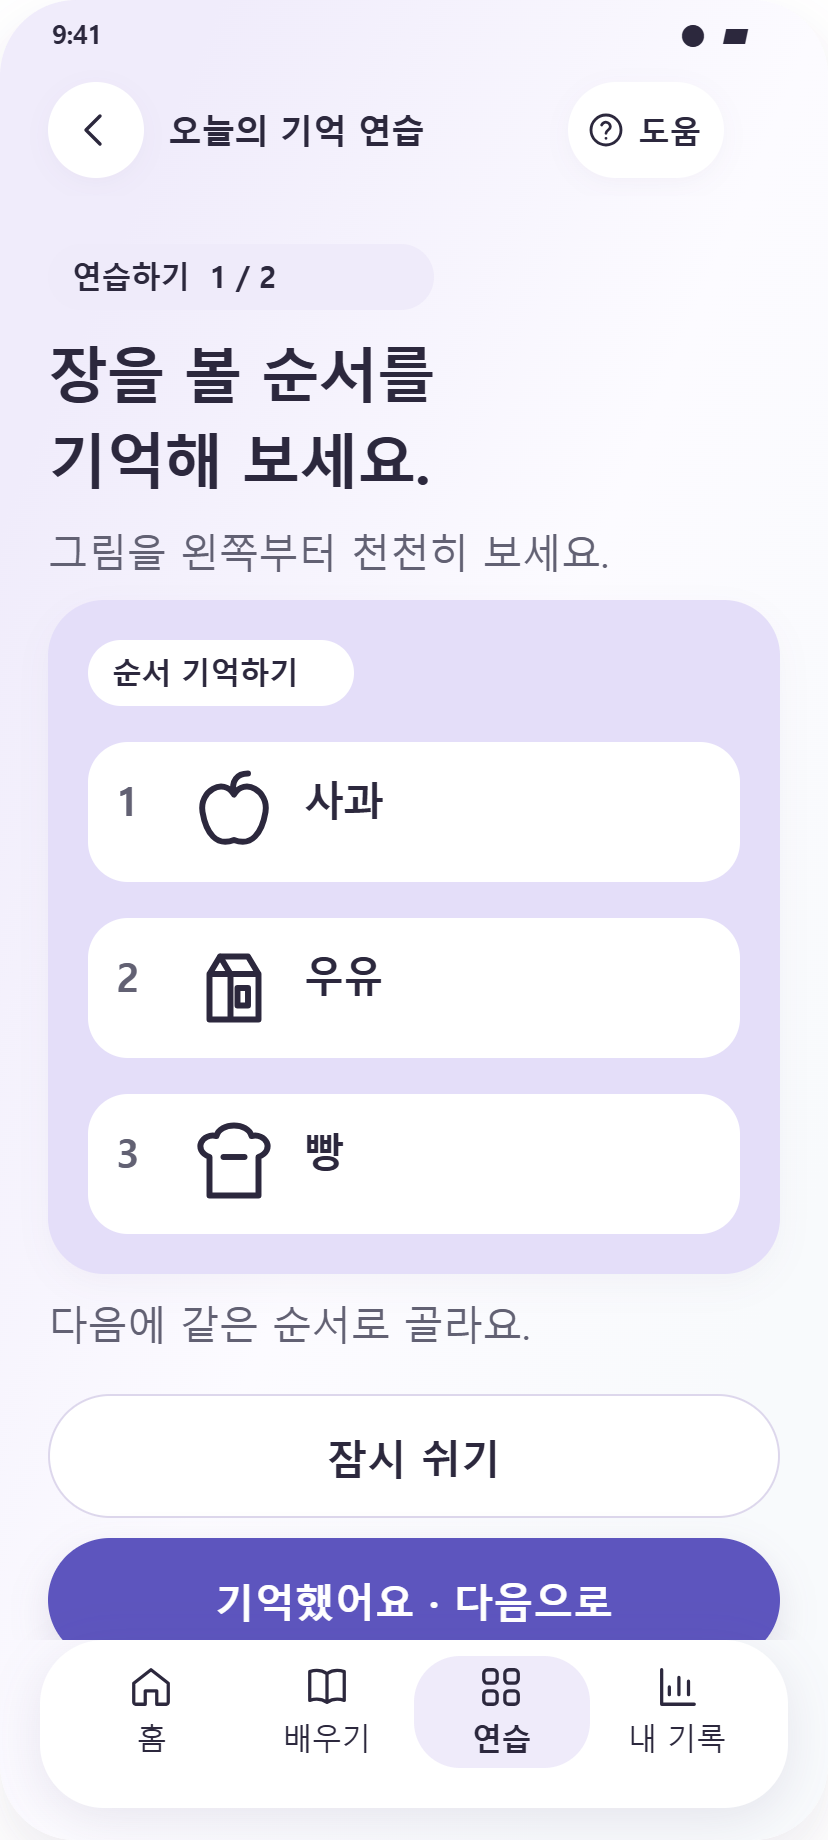 9:41
오늘의 기억 연습
도움
연습하기 1 / 2
장을 볼 순서를
기억해 보세요.
그림을 왼쪽부터 천천히 보세요.
순서 기억하기
1 사과
2 우유
3 빵
다음에 같은 순서로 골라요.
잠시 쉬기
기억했어요 · 다음으로
홈 배우기 연습 내 기록